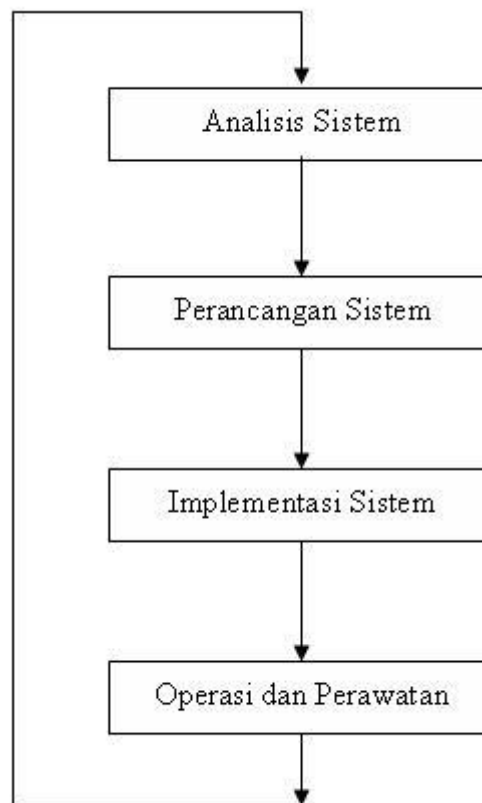 Analisis Sistem
Perancangan Sistem
Implementasi Sistem
Operasi dan Perawatan